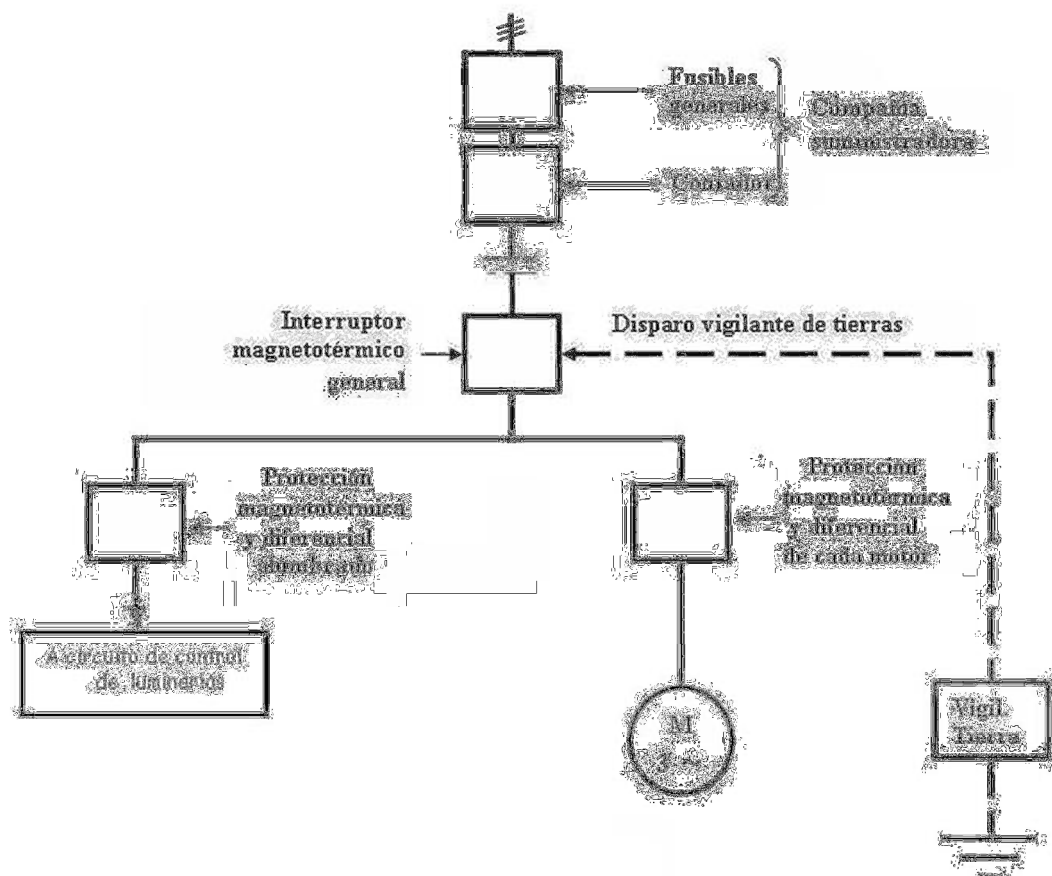 Fusibles
generales
Compañía
suministradora
Contador
Interruptor
magnetotérmico
general
Disparo vigilante de tierras
Protección
magnetotérmica
y diferencial
alumbrado
Protección
magnetotérmica
y diferencial
de cada motor
A circuito de control
de luminarias
M
3 ~
Vigil.
Tierra